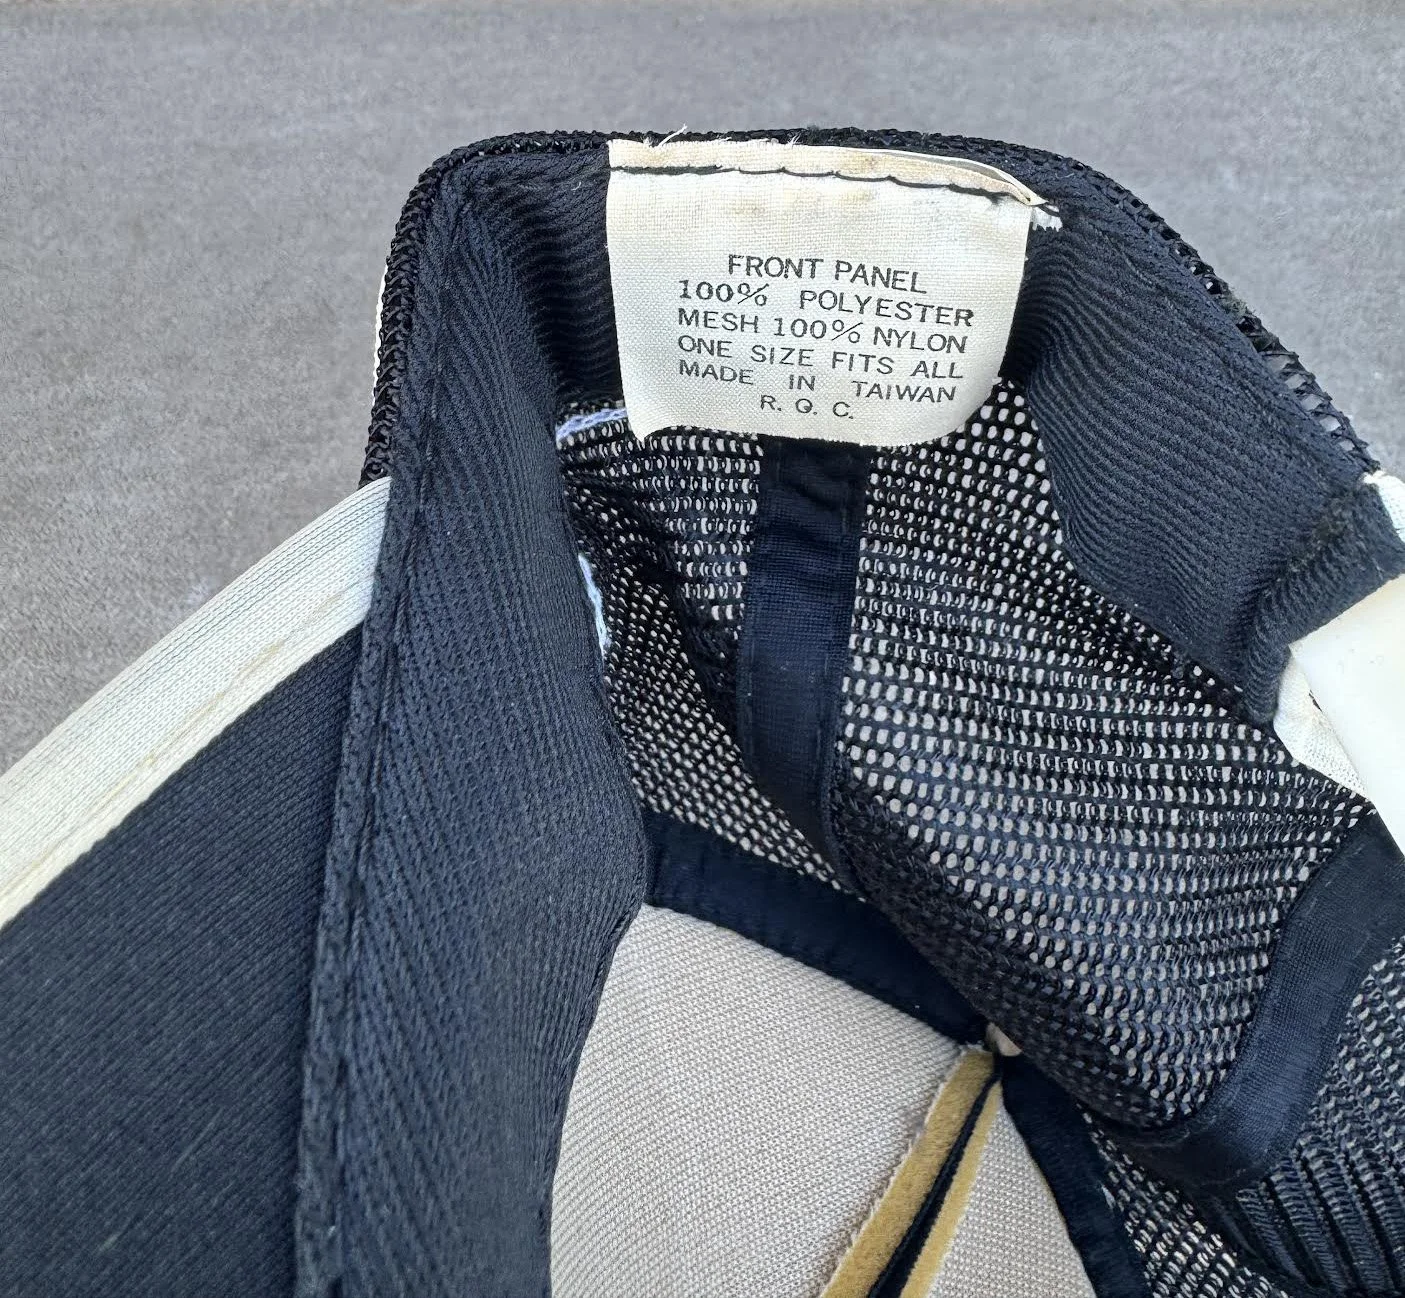 FRONT PANEL
100% POLYESTER
MESH 100% NYLON
ONE SIZE FITS ALL
MADE IN TAIWAN
R. O. C.